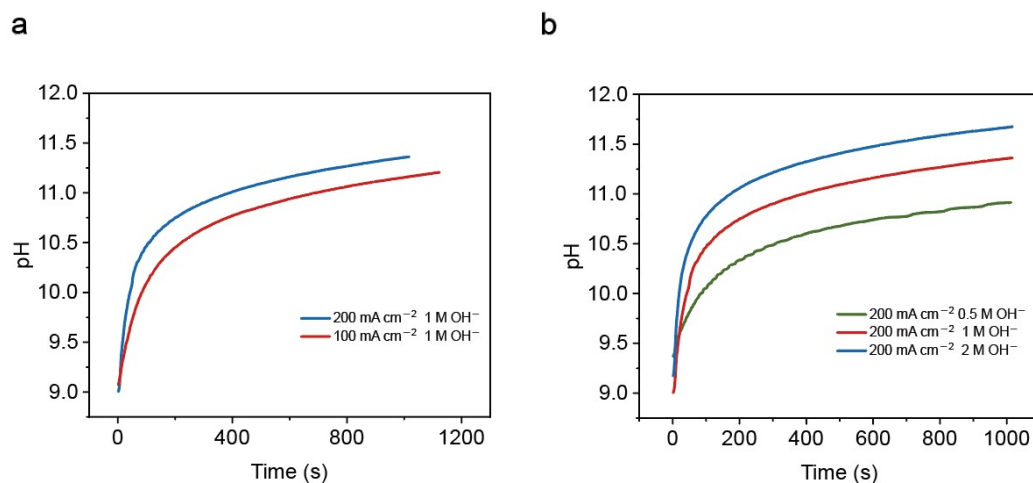 a
12.0
11.5
11.0
10.5
10.0
9.5
9.0
pH
0
400
800
1200
Time (s)
200 mA cm⁻² 1 M OH⁻
100 mA cm⁻² 1 M OH⁻
b
12.0
11.5
11.0
10.5
10.0
9.5
9.0
pH
0
200
400
600
800
1000
Time (s)
200 mA cm⁻² 0.5 M OH⁻
200 mA cm⁻² 1 M OH⁻
200 mA cm⁻² 2 M OH⁻